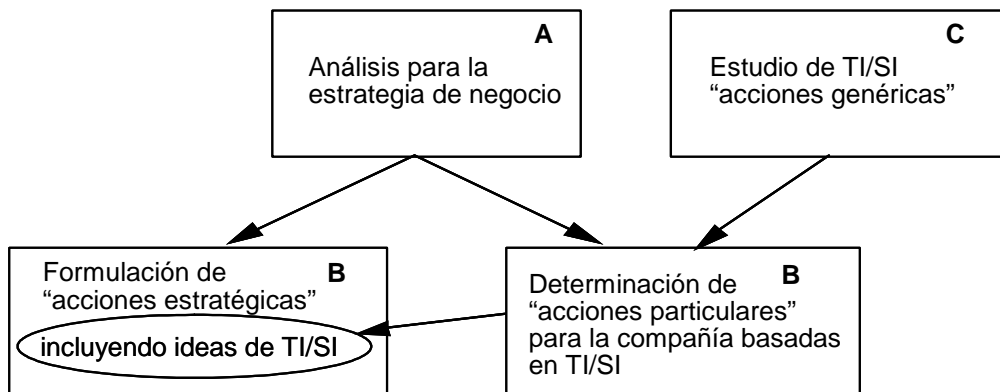 A
Análisis para la
estrategia de negocio
C
Estudio de TI/SI
“acciones genéricas”
Formulación de
B
“acciones estratégicas”
incluyendo ideas de TI/SI
B
Determinación de
“acciones particulares”
para la compañía basadas
en TI/SI